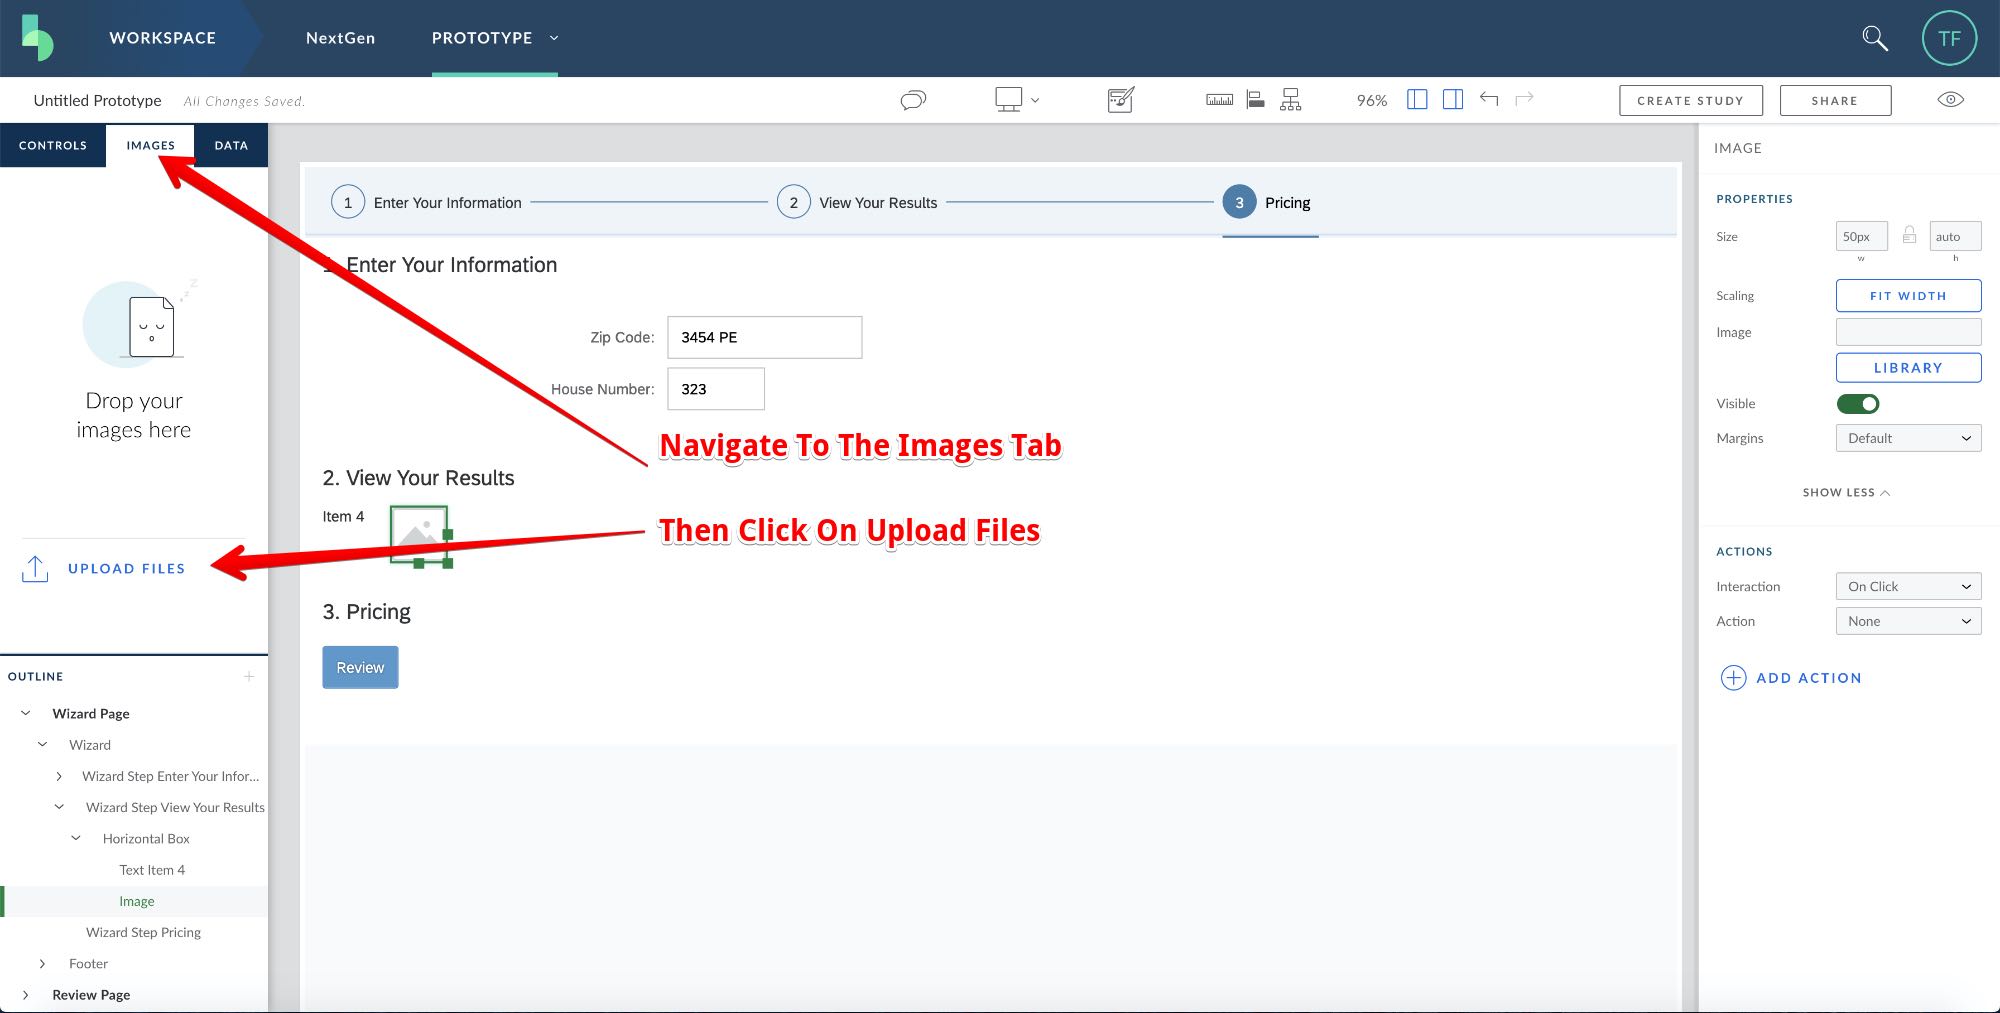 WORKSPACE NextGen PROTOTYPE TF
Untitled Prototype All Changes Saved. 96% CREATE STUDY SHARE
CONTROLS IMAGES DATA
z
z
z
Drop your
images here
UPLOAD FILES
OUTLINE
Wizard Page
Wizard
Wizard Step Enter Your Infor...
Wizard Step View Your Results
Horizontal Box
Text Item 4
Image
Wizard Step Pricing
Footer
Review Page
1 Enter Your Information 2 View Your Results 3 Pricing
1. Enter Your Information
Zip Code: 3454 PE
House Number: 323
Navigate To The Images Tab
2. View Your Results
Item 4
Then Click On Upload Files
3. Pricing
Review
IMAGE
PROPERTIES
Size 50px auto
w h
Scaling FIT WIDTH
Image
LIBRARY
Visible
Margins Default
SHOW LESS
ACTIONS
Interaction On Click
Action None
ADD ACTION